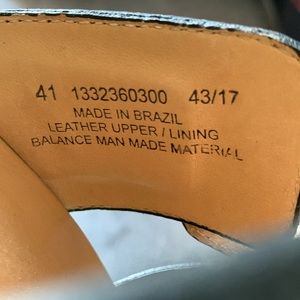 41 1332360300 43/17
MADE IN BRAZIL
LEATHER UPPER / LINING
BALANCE MAN MADE MATERIAL